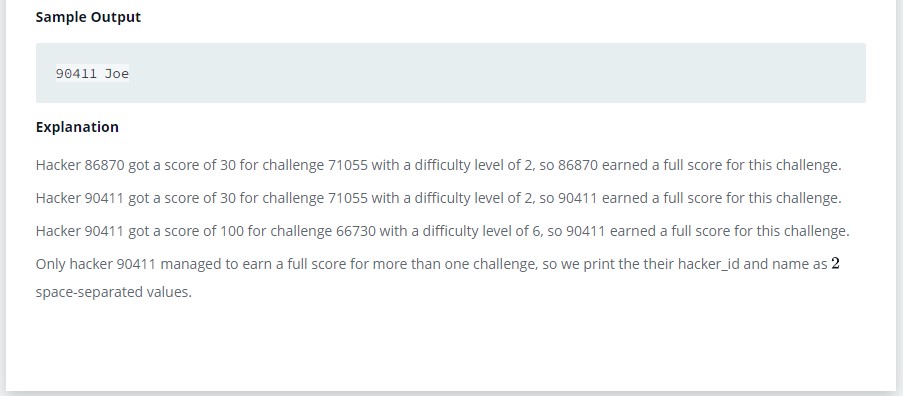 Sample Output
90411 Joe
Explanation
Hacker 86870 got a score of 30 for challenge 71055 with a difficulty level of 2, so 86870 earned a full score for this challenge.
Hacker 90411 got a score of 30 for challenge 71055 with a difficulty level of 2, so 90411 earned a full score for this challenge.
Hacker 90411 got a score of 100 for challenge 66730 with a difficulty level of 6, so 90411 earned a full score for this challenge.
Only hacker 90411 managed to earn a full score for more than one challenge, so we print the their hacker_id and name as 2
space-separated values.